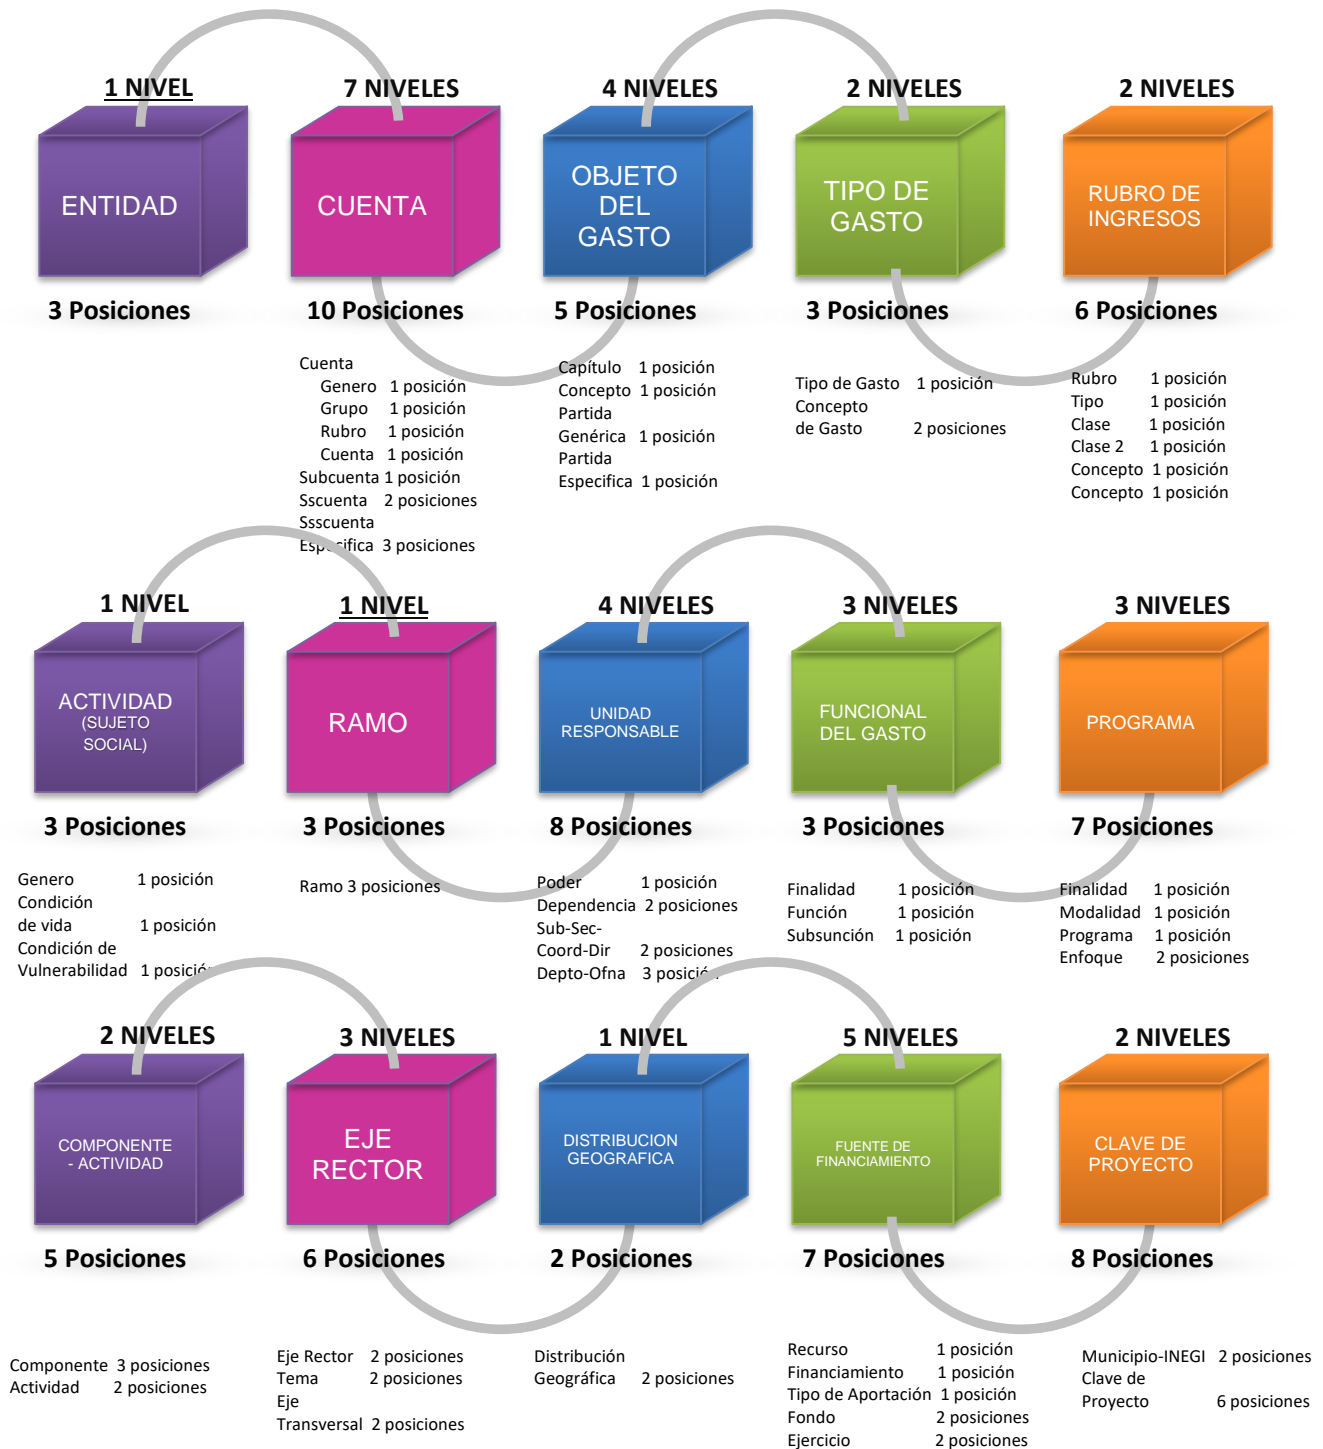 1 NIVEL
7 NIVELES
4 NIVELES
2 NIVELES
2 NIVELES
ENTIDAD
CUENTA
OBJETO
DEL
GASTO
TIPO DE
GASTO
RUBRO DE
INGRESOS
3 Posiciones
10 Posiciones
5 Posiciones
3 Posiciones
6 Posiciones
Cuenta
Genero 1 posición
Grupo 1 posición
Rubro 1 posición
Cuenta 1 posición
Subcuenta 1 posición
Sscuenta 2 posiciones
Ssscuenta
Especifica 3 posiciones
Capítulo 1 posición
Concepto 1 posición
Partida
Genérica 1 posición
Partida
Especifica 1 posición
Tipo de Gasto 1 posición
Concepto
de Gasto 2 posiciones
Rubro 1 posición
Tipo 1 posición
Clase 1 posición
Clase 2 1 posición
Concepto 1 posición
Concepto 1 posición
1 NIVEL
1 NIVEL
4 NIVELES
3 NIVELES
3 NIVELES
ACTIVIDAD
(SUJETO
SOCIAL)
RAMO
UNIDAD
RESPONSABLE
FUNCIONAL
DEL GASTO
PROGRAMA
3 Posiciones
3 Posiciones
8 Posiciones
3 Posiciones
7 Posiciones
Genero 1 posición
Condición
de vida 1 posición
Condición de
Vulnerabilidad 1 posición
Ramo 3 posiciones
Poder 1 posición
Dependencia 2 posiciones
Sub-Sec-
Coord-Dir 2 posiciones
Depto-Ofna 3 posición
Finalidad 1 posición
Función 1 posición
Subsunción 1 posición
Finalidad 1 posición
Modalidad 1 posición
Programa 1 posición
Enfoque 2 posiciones
2 NIVELES
3 NIVELES
1 NIVEL
5 NIVELES
2 NIVELES
COMPONENTE
- ACTIVIDAD
EJE
RECTOR
DISTRIBUCION
GEOGRAFICA
FUENTE DE
FINANCIAMIENTO
CLAVE DE
PROYECTO
5 Posiciones
6 Posiciones
2 Posiciones
7 Posiciones
8 Posiciones
Componente 3 posiciones
Actividad 2 posiciones
Eje Rector 2 posiciones
Tema 2 posiciones
Eje
Transversal 2 posiciones
Distribución
Geográfica 2 posiciones
Recurso 1 posición
Financiamiento 1 posición
Tipo de Aportación 1 posición
Fondo 2 posiciones
Ejercicio 2 posiciones
Municipio-INEGI 2 posiciones
Clave de
Proyecto 6 posiciones